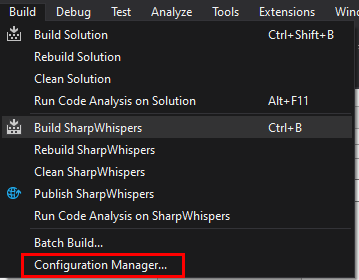 Build Debug Test Analyze Tools Extensions
Build Solution Ctrl+Shift+B
Rebuild Solution
Clean Solution
Run Code Analysis on Solution Alt+F11
Build SharpWhispers Ctrl+B
Rebuild SharpWhispers
Clean SharpWhispers
Publish SharpWhispers
Run Code Analysis on SharpWhispers
Batch Build...
Configuration Manager...